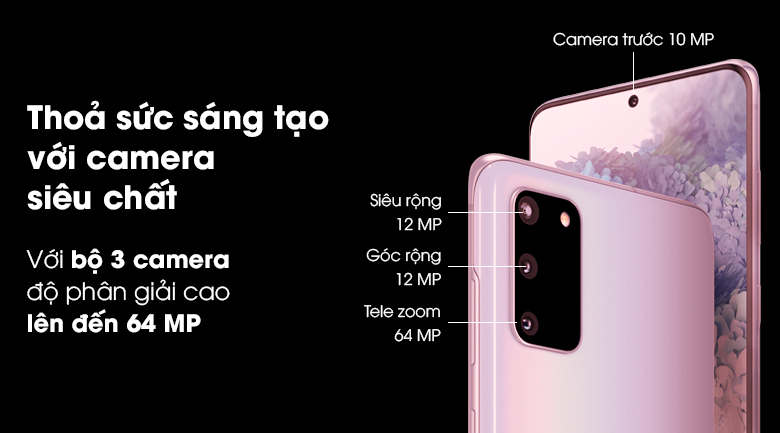 Camera trước 10 MP
Thoả sức sáng tạo
với camera
siêu chất
Với bộ 3 camera
độ phân giải cao
lên đến 64 MP
Siêu rộng
12 MP
Góc rộng
12 MP
Tele zoom
64 MP